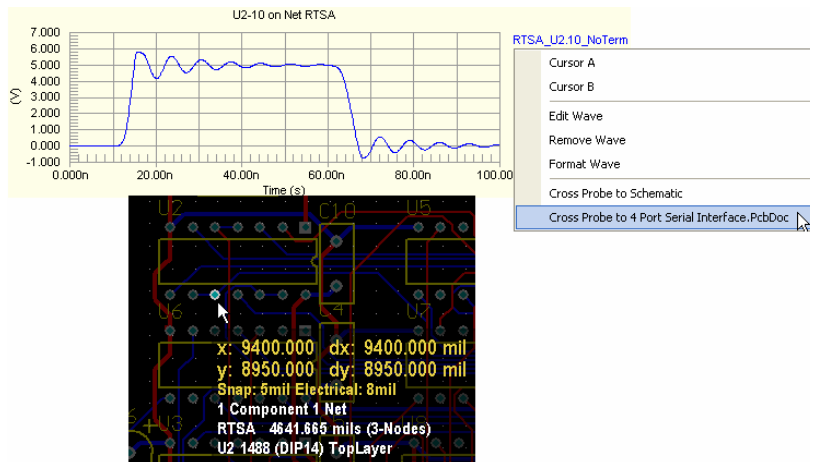 U2-10 on Net RTSA
7.000
6.000
5.000
4.000
3.000
2.000
1.000
0.000
-1.000
(V)
0.000n 20.00n 40.00n 60.00n 80.00n 100.00
Time (s)
RTSA_U2.10_NoTerm
Cursor A
Cursor B
Edit Wave
Remove Wave
Format Wave
Cross Probe to Schematic
Cross Probe to 4 Port Serial Interface.PcbDoc
U2 C10 U5
U6 4 U7
x: 9400.000 dx: 9400.000 mil
y: 8950.000 dy: 8950.000 mil
Snap: 5mil Electrical: 8mil
1 Component 1 Net
RTSA 4641.665 mils (3-Nodes)
U3
U2 1488 (DIP14) TopLayer